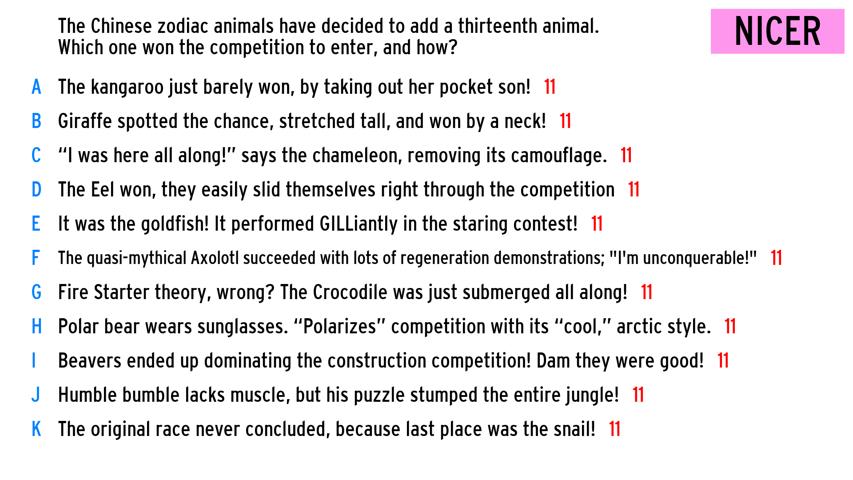 The Chinese zodiac animals have decided to add a thirteenth animal.
Which one won the competition to enter, and how?
NICER
A The kangaroo just barely won, by taking out her pocket son! 11
B Giraffe spotted the chance, stretched tall, and won by a neck! 11
C “I was here all along!” says the chameleon, removing its camouflage. 11
D The Eel won, they easily slid themselves right through the competition 11
E It was the goldfish! It performed GILLiantly in the staring contest! 11
F The quasi-mythical Axolotl succeeded with lots of regeneration demonstrations; "I'm unconquerable!" 11
G Fire Starter theory, wrong? The Crocodile was just submerged all along! 11
H Polar bear wears sunglasses. “Polarizes” competition with its “cool,” arctic style. 11
I Beavers ended up dominating the construction competition! Dam they were good! 11
J Humble bumble lacks muscle, but his puzzle stumped the entire jungle! 11
K The original race never concluded, because last place was the snail! 11